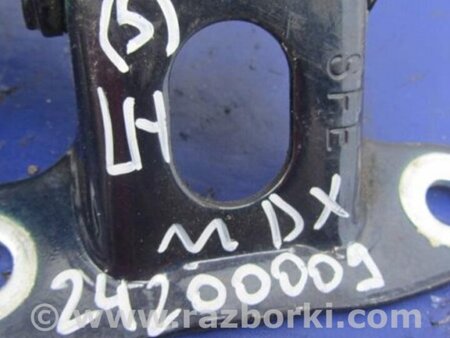 (5)
LH
SFE
MDX
24200009
© www.razborki.com